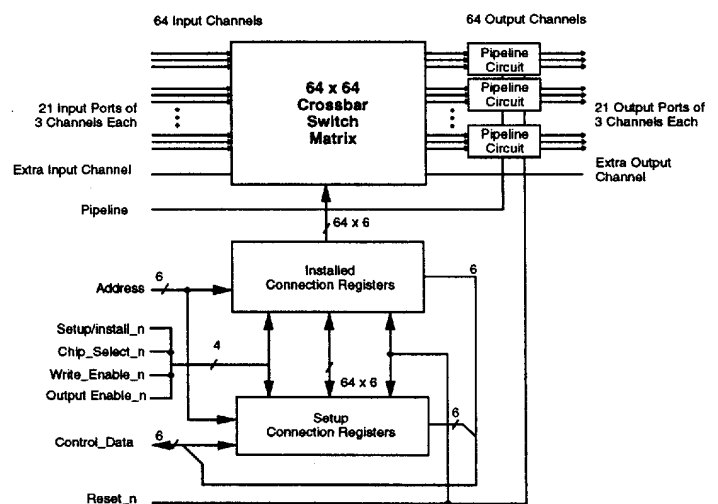 64 Input Channels
64 Output Channels
64 x 64
Crossbar
Switch
Matrix
Pipeline
Circuit
Pipeline
Circuit
Pipeline
Circuit
21 Input Ports of
3 Channels Each
21 Output Ports of
3 Channels Each
Extra Input Channel
Extra Output
Channel
Pipeline
64 x 6
Installed
Connection Registers
6
Address
6
Setup/install_n
Chip_Select_n
Write_Enable_n
Output Enable_n
4
64 x 6
Setup
Connection Registers
6
Control_Data
6
Reset_n